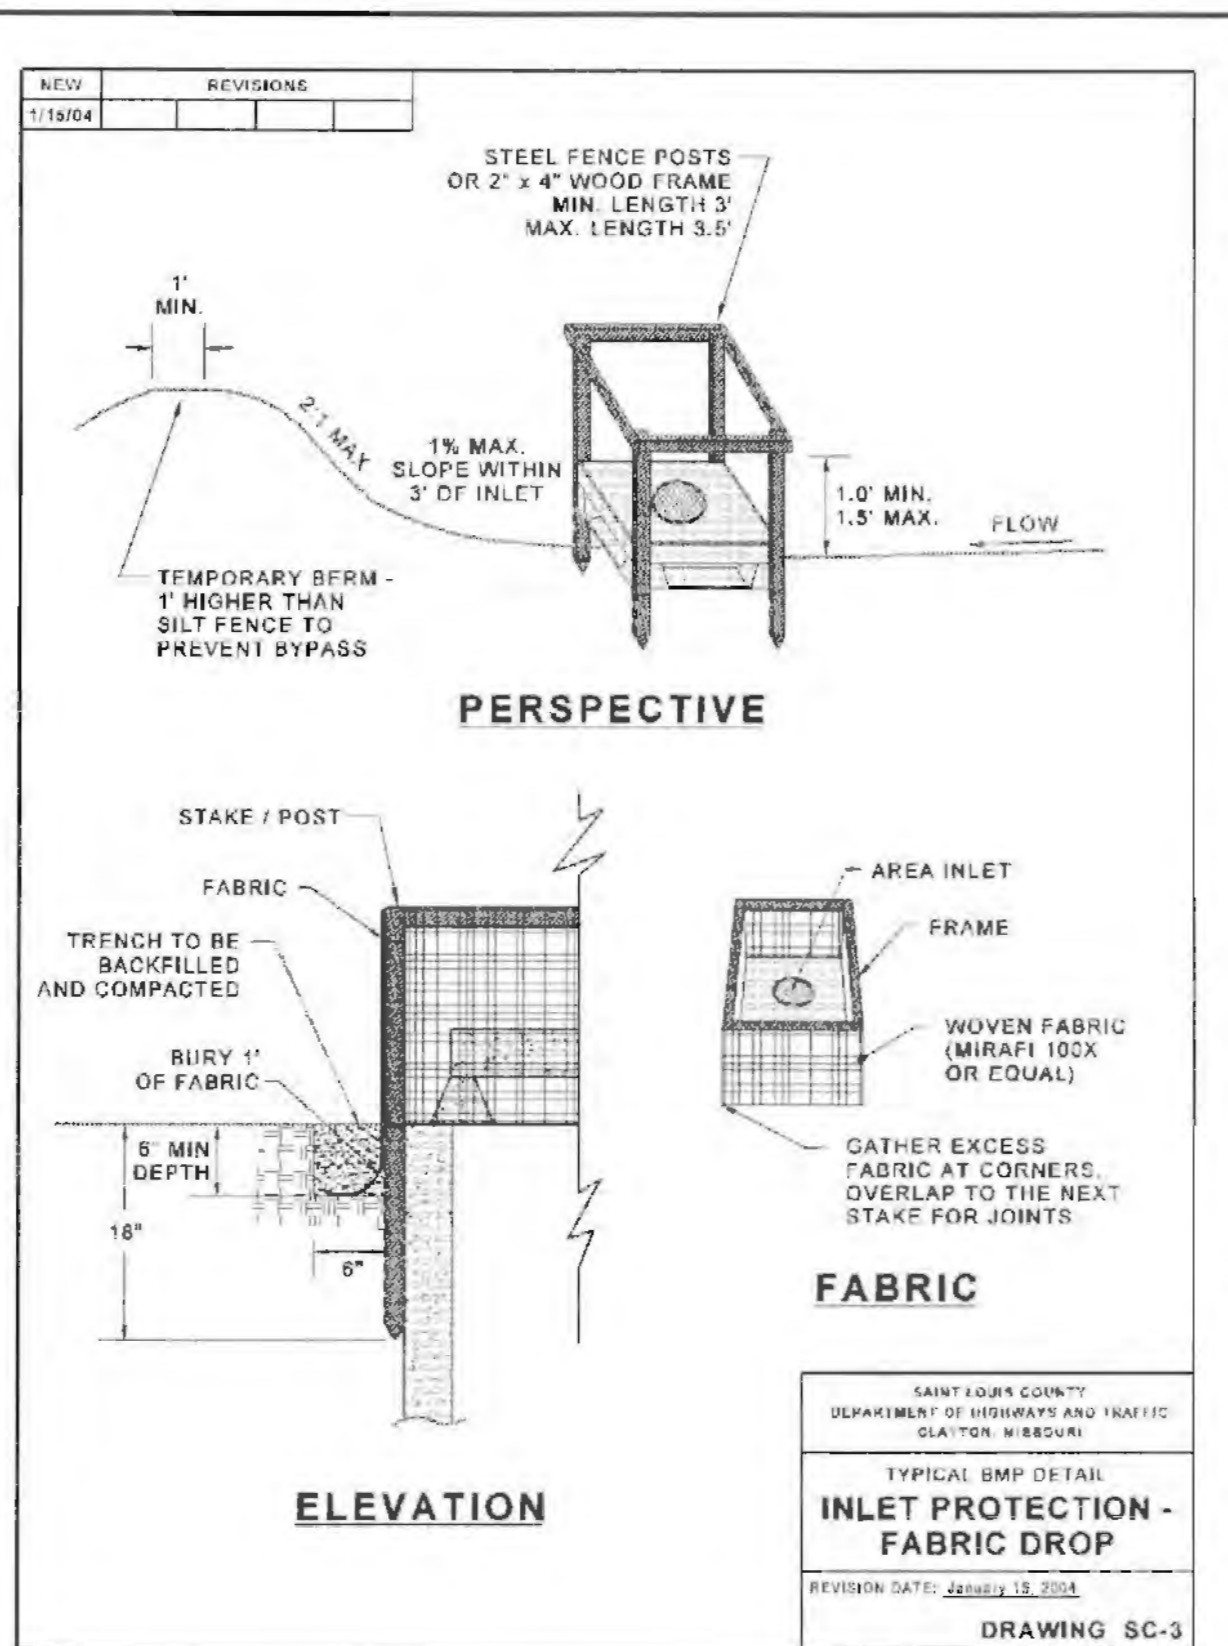 NEW REVISIONS
1/15/04
STEEL FENCE POSTS
OR 2" x 4" WOOD FRAME
MIN. LENGTH 3'
MAX. LENGTH 3.5'
1'
MIN.
2:1 MAX
1% MAX.
SLOPE WITHIN
3' OF INLET
1.0' MIN.
1.5' MAX.
FLOW
TEMPORARY BERM -
1' HIGHER THAN
SILT FENCE TO
PREVENT BYPASS
PERSPECTIVE
STAKE / POST
FABRIC
TRENCH TO BE
BACKFILLED
AND COMPACTED
BURY 1'
OF FABRIC
6" MIN
DEPTH
18"
6"
ELEVATION
AREA INLET
FRAME
WOVEN FABRIC
(MIRAFI 100X
OR EQUAL)
GATHER EXCESS
FABRIC AT CORNERS.
OVERLAP TO THE NEXT
STAKE FOR JOINTS
FABRIC
SAINT LOUIS COUNTY
DEPARTMENT OF HIGHWAYS AND TRAFFIC
CLAYTON, MISSOURI
TYPICAL BMP DETAIL
INLET PROTECTION -
FABRIC DROP
REVISION DATE: January 15, 2004
DRAWING SC-3